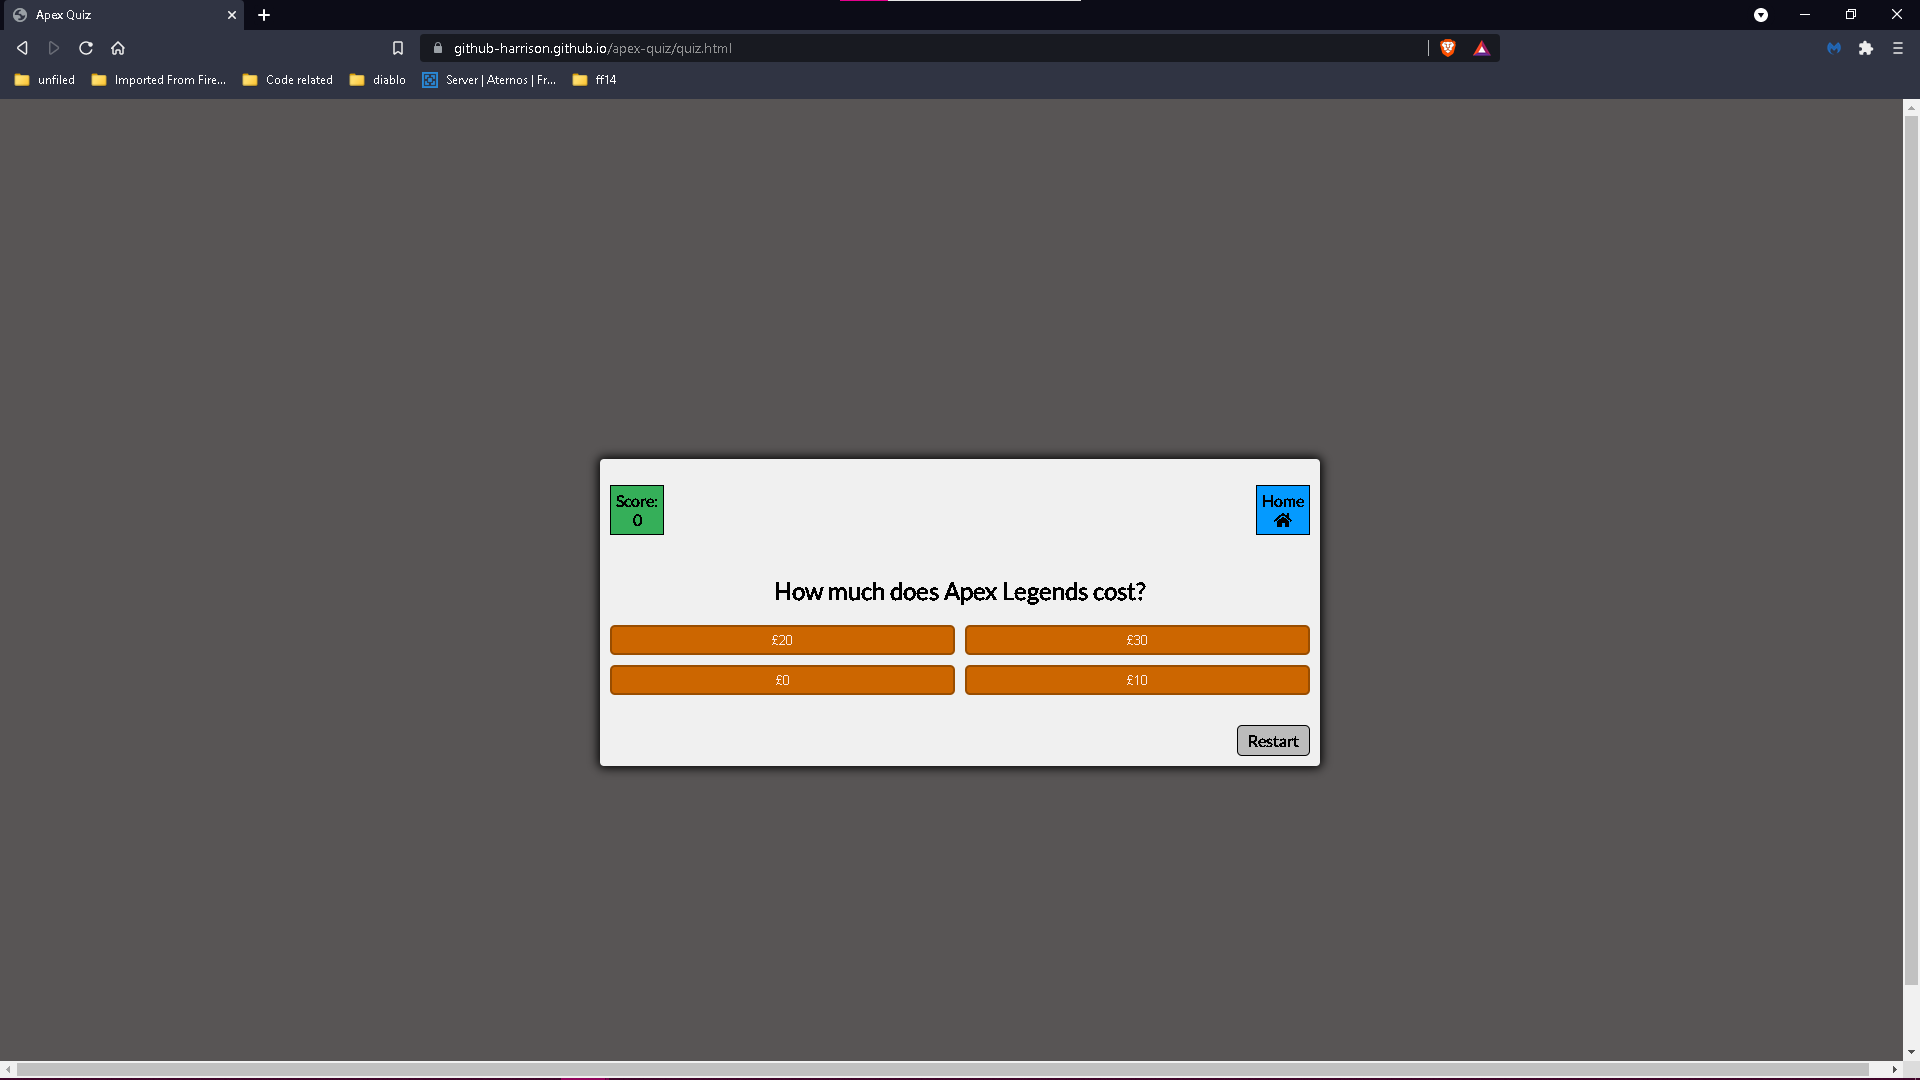 Apex Quiz
github-harrison.github.io/apex-quiz/quiz.html
unfiled
Imported From Fire...
Code related
diablo
Server | Aternos | Fr...
ff14
Score:
0
Home
How much does Apex Legends cost?
£20
£30
£0
£10
Restart